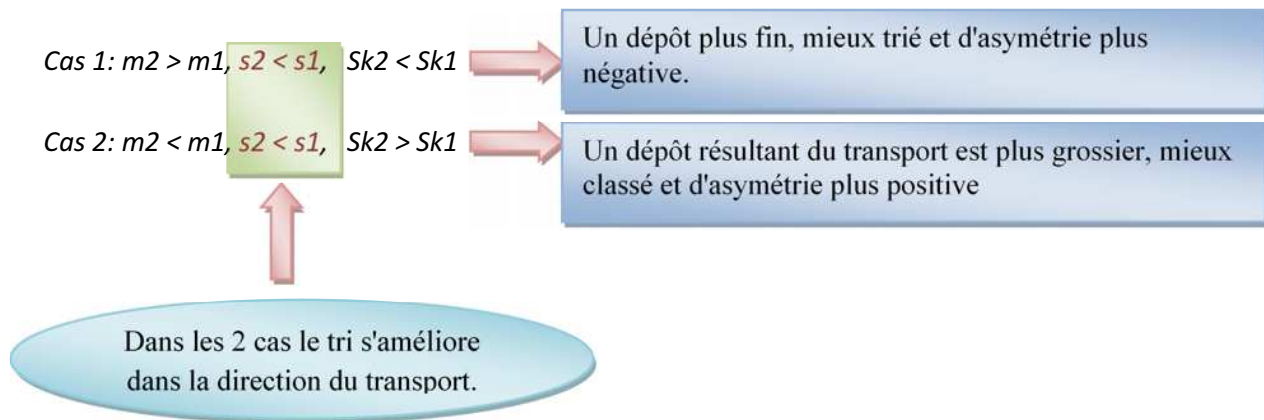 Cas 1: m2 > m1, s2 < s1, Sk2 < Sk1
Un dépôt plus fin, mieux trié et d'asymétrie plus
négative.
Cas 2: m2 < m1, s2 < s1, Sk2 > Sk1
Un dépôt résultant du transport est plus grossier, mieux
classé et d'asymétrie plus positive
Dans les 2 cas le tri s'améliore
dans la direction du transport.